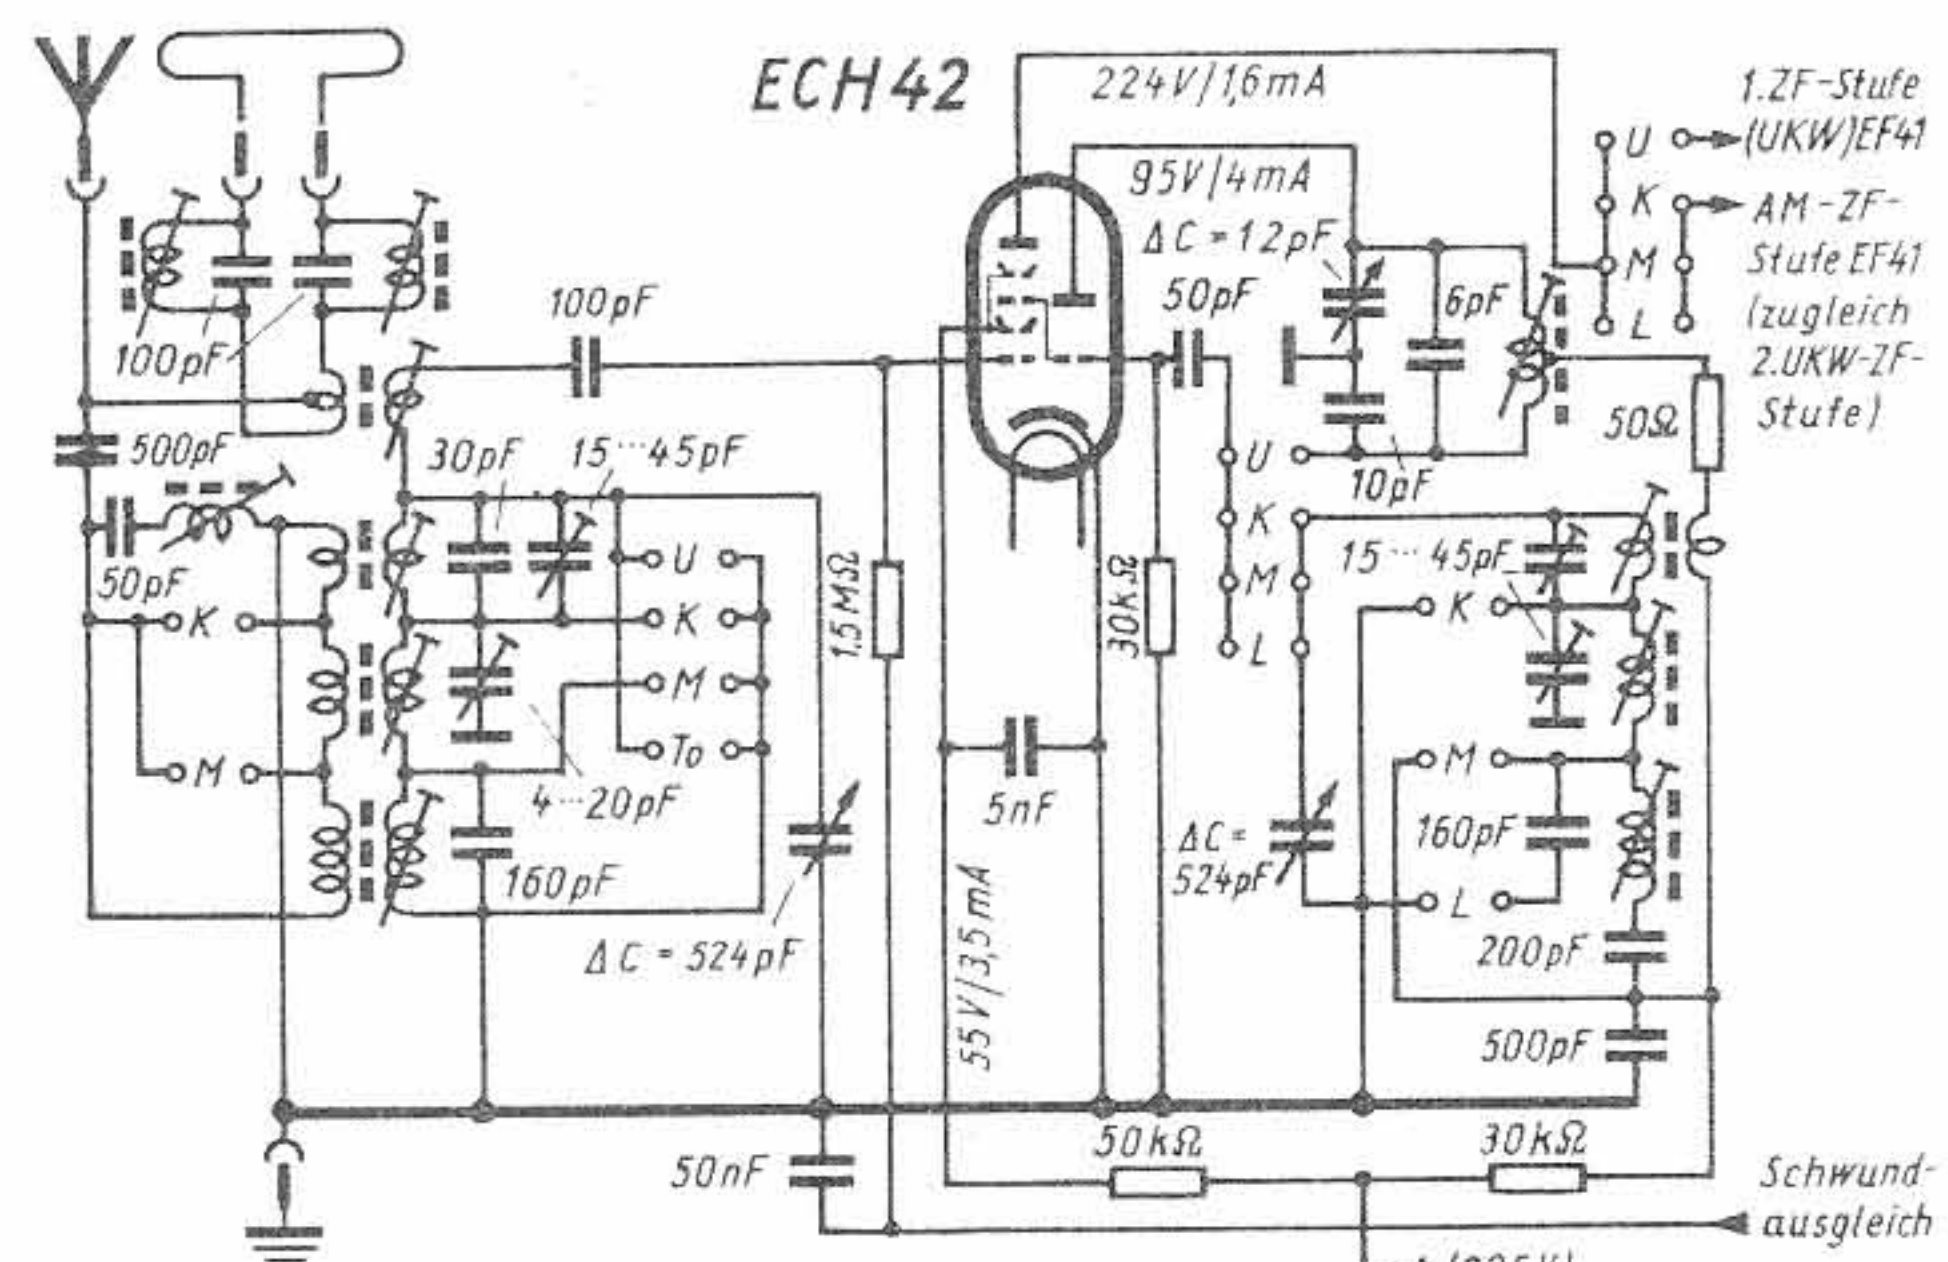 ECH42
224V/1,6mA
95V/4mA
ΔC = 12pF
50pF
6pF
10pF
1.ZF-Stufe
(UKW)EF41
AM-ZF-
Stufe EF41
(zugleich
2.UKW-ZF-
Stufe)
U
K
M
L
50Ω
100pF
100pF
500pF
50pF
30pF
15···45pF
U
K
M
To
K
M
4···20pF
160pF
ΔC = 524pF
1,5MΩ
30kΩ
5nF
55V/3,5mA
U
K
M
L
15···45pF
K
M
L
ΔC=
524pF
160pF
200pF
500pF
50nF
50kΩ
30kΩ
Schwund-
ausgleich